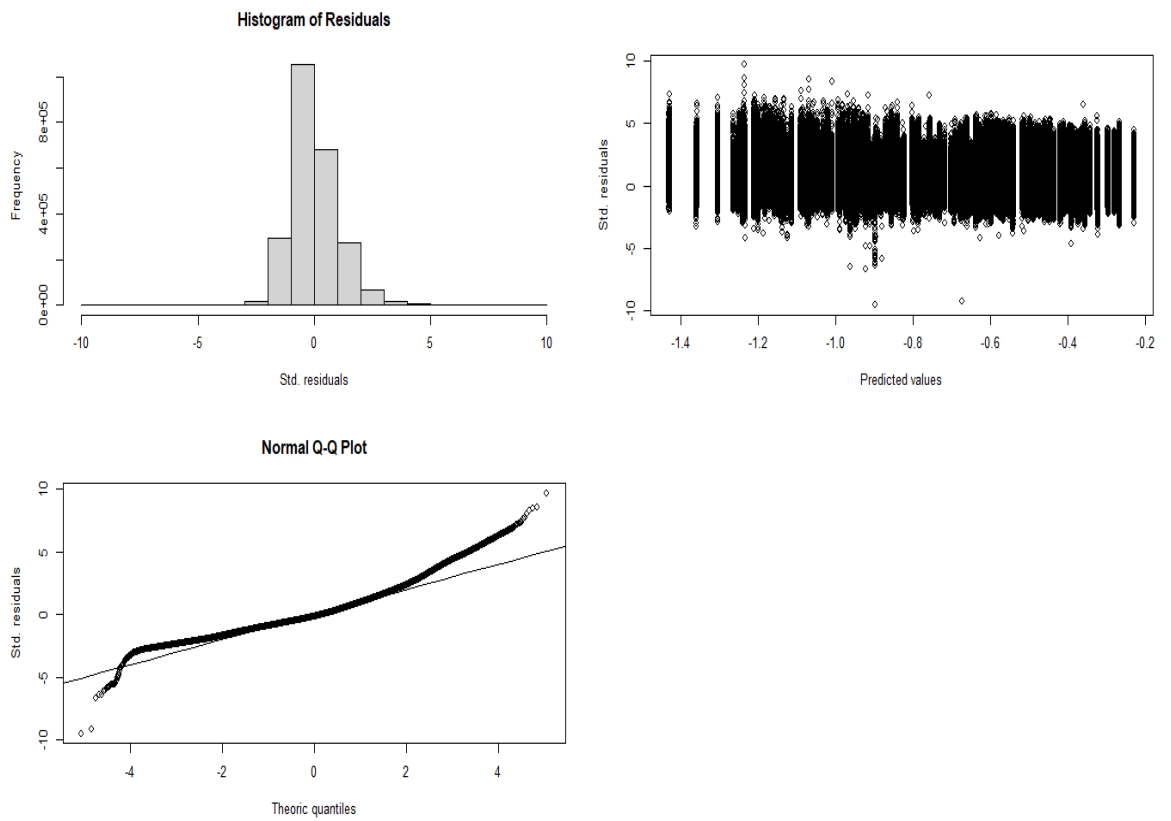 Histogram of Residuals
Frequency
0e+00 4e+05 8e+05
-10 -5 0 5 10
Std. residuals
Std. residuals
-10 -5 0 5 10
-1.4 -1.2 -1.0 -0.8 -0.6 -0.4 -0.2
Predicted values
Normal Q-Q Plot
Std. residuals
-10 -5 0 5 10
-4 -2 0 2 4
Theoric quantiles